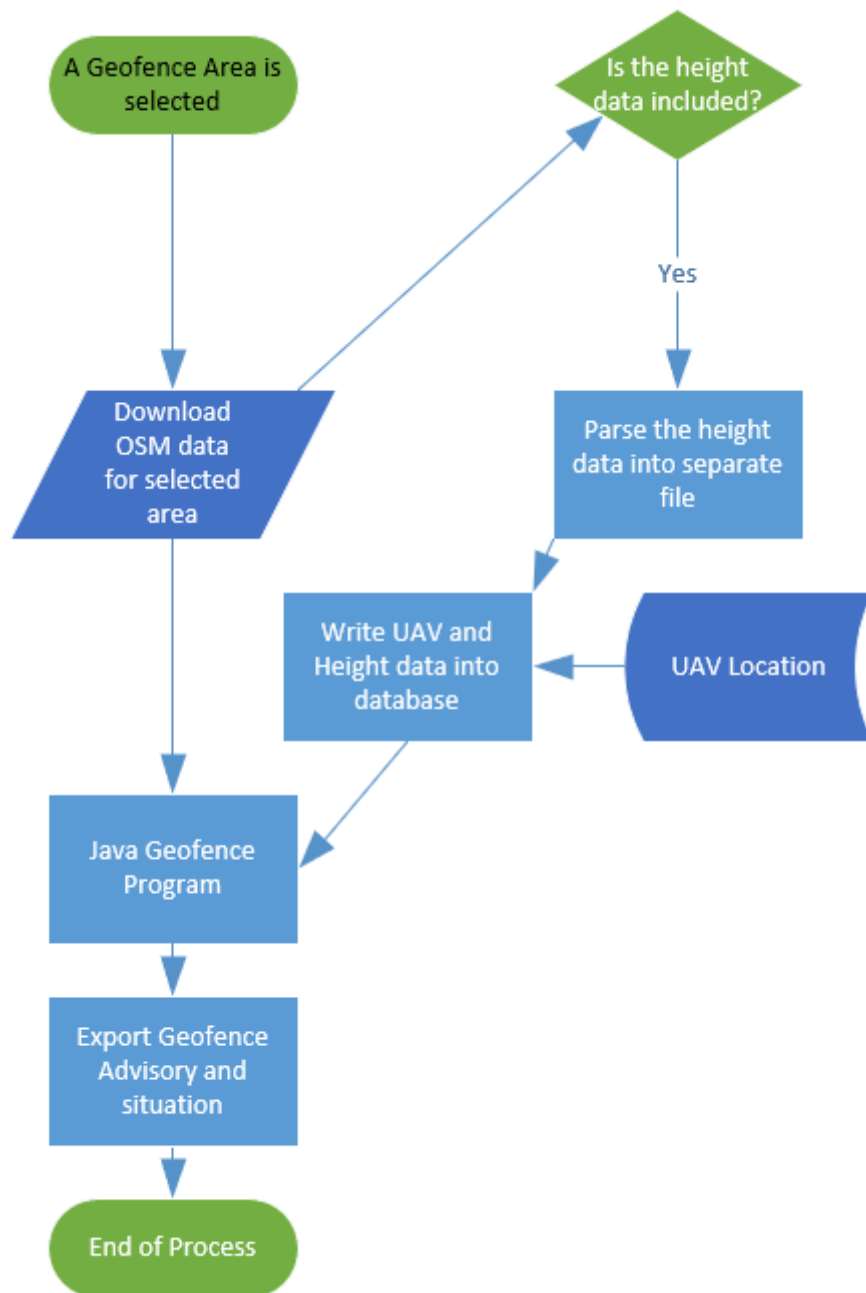 A Geofence Area is
selected
Is the height
data included?
Yes
Download
OSM data
for selected
area
Parse the height
data into separate
file
Write UAV and
Height data into
database
UAV Location
Java Geofence
Program
Export Geofence
Advisory and
situation
End of Process